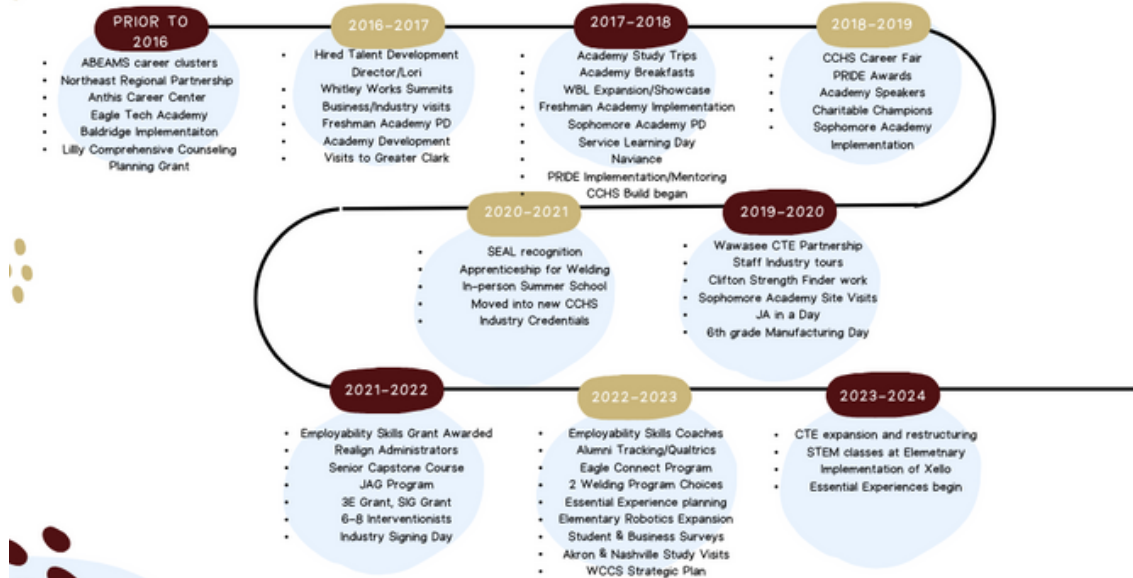 PRIOR TO
2016
• ABEAMS career clusters
• Northeast Regional Partnership
• Anthis Career Center
• Eagle Tech Academy
• Baldridge Implementaiton
• Lilly Comprehensive Counseling
Planning Grant
2016-2017
• Hired Talent Development
Director/Lori
• Whitley Works Summits
• Business/Industry visits
• Freshman Academy PD
• Academy Development
• Visits to Greater Clark
2017-2018
• Academy Study Trips
• Academy Breakfasts
• WBL Expansion/Showcase
• Freshman Academy Implementation
• Sophomore Academy PD
• Service Learning Day
• Naviance
• PRIDE Implementation/Mentoring
• CCHS Build began
2018-2019
• CCHS Career Fair
• PRIDE Awards
• Academy Speakers
• Charitable Champions
• Sophomore Academy
Implementation
2019-2020
• Wawasee CTE Partnership
• Staff Industry tours
• Clifton Strength Finder work
• Sophomore Academy Site Visits
• JA in a Day
• 6th grade Manufacturing Day
2020-2021
• SEAL recognition
• Apprenticeship for Welding
• In-person Summer School
• Moved into new CCHS
• Industry Credentials
2021-2022
• Employability Skills Grant Awarded
• Realign Administrators
• Senior Capstone Course
• JAG Program
• 3E Grant, SIG Grant
• 6-8 Interventionists
• Industry Signing Day
2022-2023
• Employability Skills Coaches
• Alumni Tracking/Qualtrics
• Eagle Connect Program
• 2 Welding Program Choices
• Essential Experience planning
• Elementary Robotics Expansion
• Student & Business Surveys
• Akron & Nashville Study Visits
• WCCS Strategic Plan
2023-2024
• CTE expansion and restructuring
• STEM classes at Elemetnary
• Implementation of Xello
• Essential Experiences begin